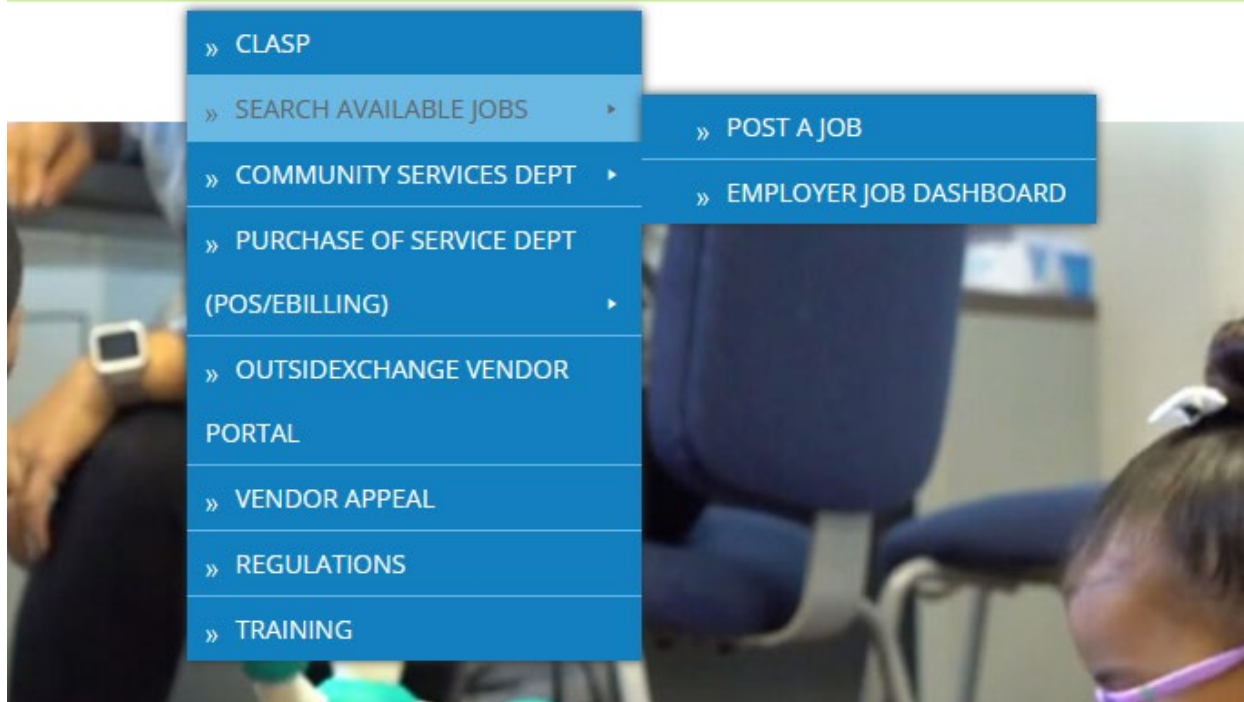 » CLASP
» SEARCH AVAILABLE JOBS ▸
» POST A JOB
» EMPLOYER JOB DASHBOARD
» COMMUNITY SERVICES DEPT ▸
» PURCHASE OF SERVICE DEPT
(POS/EBILLING) ▸
» OUTSIDEXCHANGE VENDOR
PORTAL
» VENDOR APPEAL
» REGULATIONS
» TRAINING